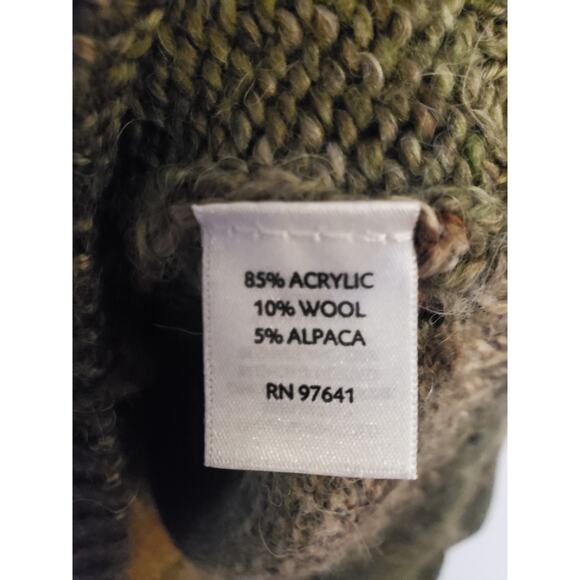 85% ACRYLIC
10% WOOL
5% ALPACA
RN 97641